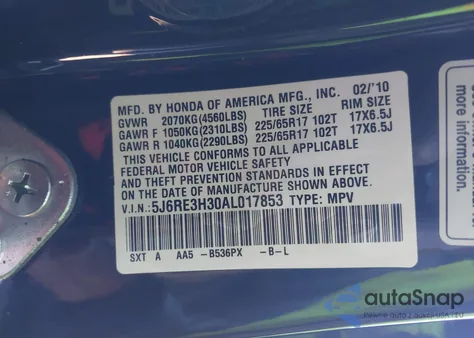 MFD. BY HONDA OF AMERICA MFG., INC. 02/'10
GVWR 2070KG(4560LBS) TIRE SIZE RIM SIZE
GAWR F 1050KG(2310LBS) 225/65R17 102T 17X6.5J
GAWR R 1040KG(2290LBS) 225/65R17 102T 17X6.5J
THIS VEHICLE CONFORMS TO ALL APPLICABLE
FEDERAL MOTOR VEHICLE SAFETY
AND THEFT PREVENTION STANDARDS IN EFFECT
ON THE DATE OF MANUFACTURE SHOWN ABOVE.
V.I.N.: 5J6RE3H30AL017853 TYPE: MPV
SXT A AA5 -B536PX -B-L
more information.
autoSnap